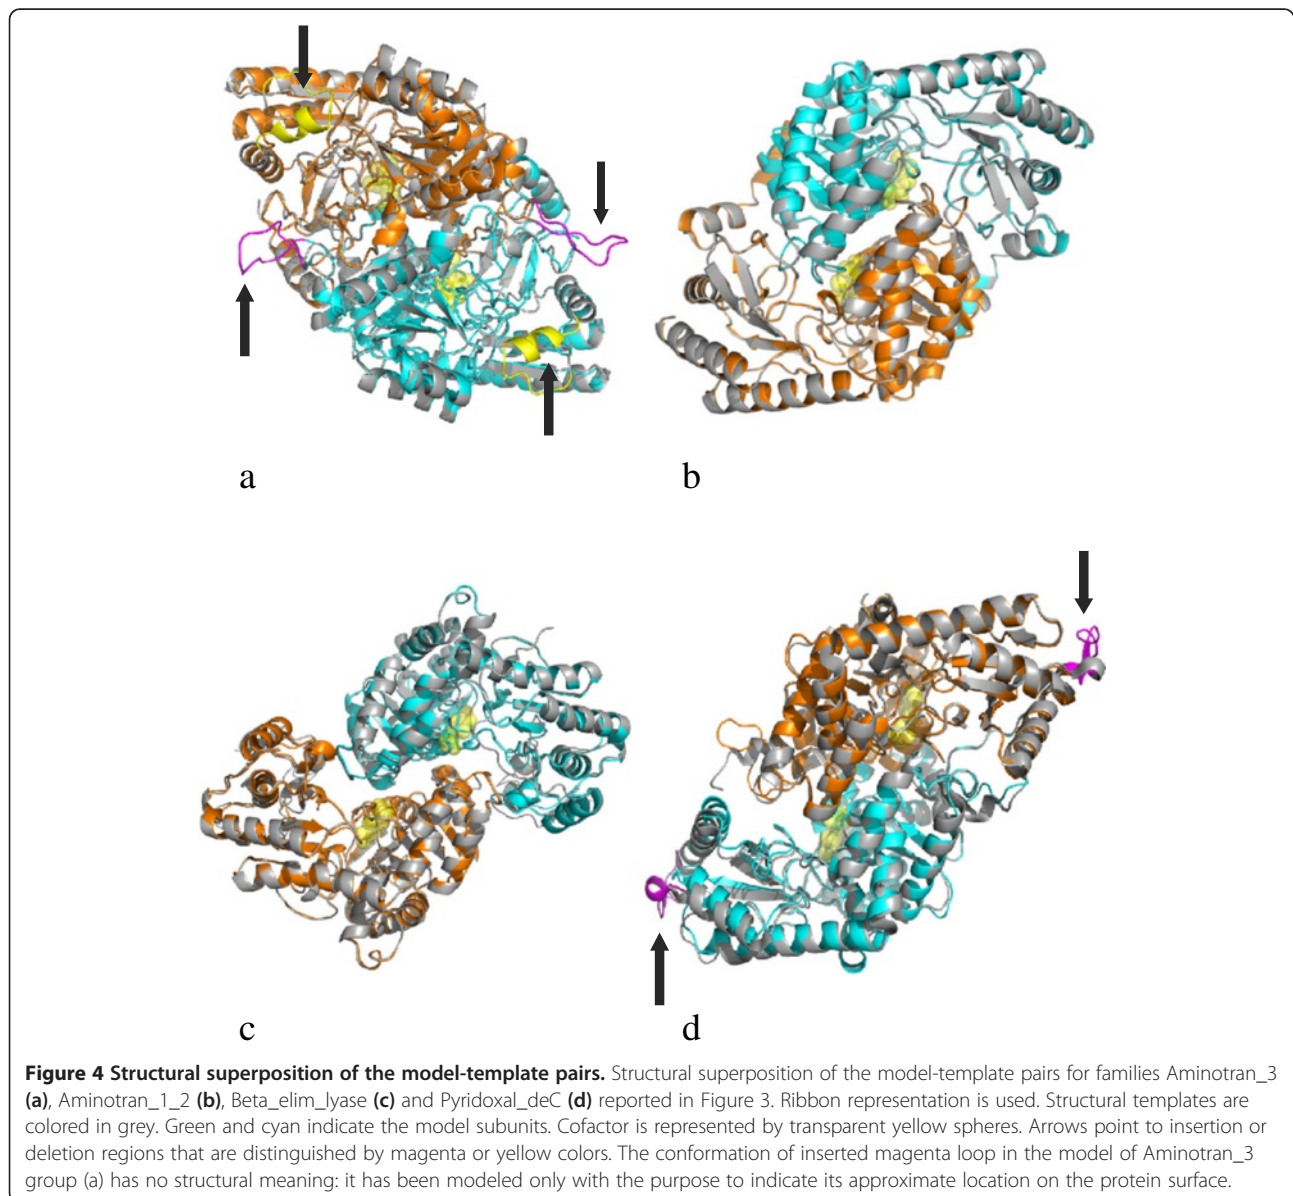 a
b
c
d
Figure 4 Structural superposition of the model-template pairs. Structural superposition of the model-template pairs for families Aminotran_3
(a), Aminotran_1_2 (b), Beta_elim_lyase (c) and Pyridoxal_deC (d) reported in Figure 3. Ribbon representation is used. Structural templates are
colored in grey. Green and cyan indicate the model subunits. Cofactor is represented by transparent yellow spheres. Arrows point to insertion or
deletion regions that are distinguished by magenta or yellow colors. The conformation of inserted magenta loop in the model of Aminotran_3
group (a) has no structural meaning: it has been modeled only with the purpose to indicate its approximate location on the protein surface.